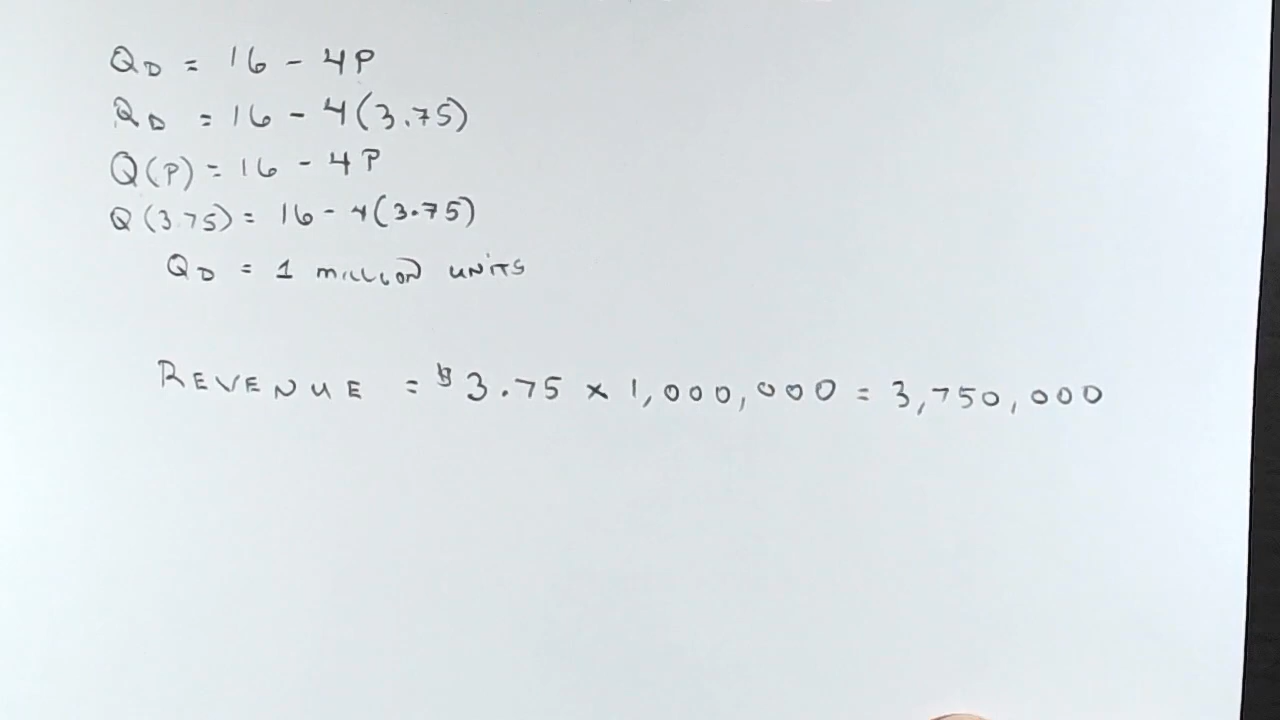 QD = 16 - 4P
QD = 16 - 4(3.75)
Q(P) = 16 - 4P
Q(3.75) = 16 - 4(3.75)
QD = 1 MILLION UNITS
REVENUE = $3.75 × 1,000,000 = 3,750,000